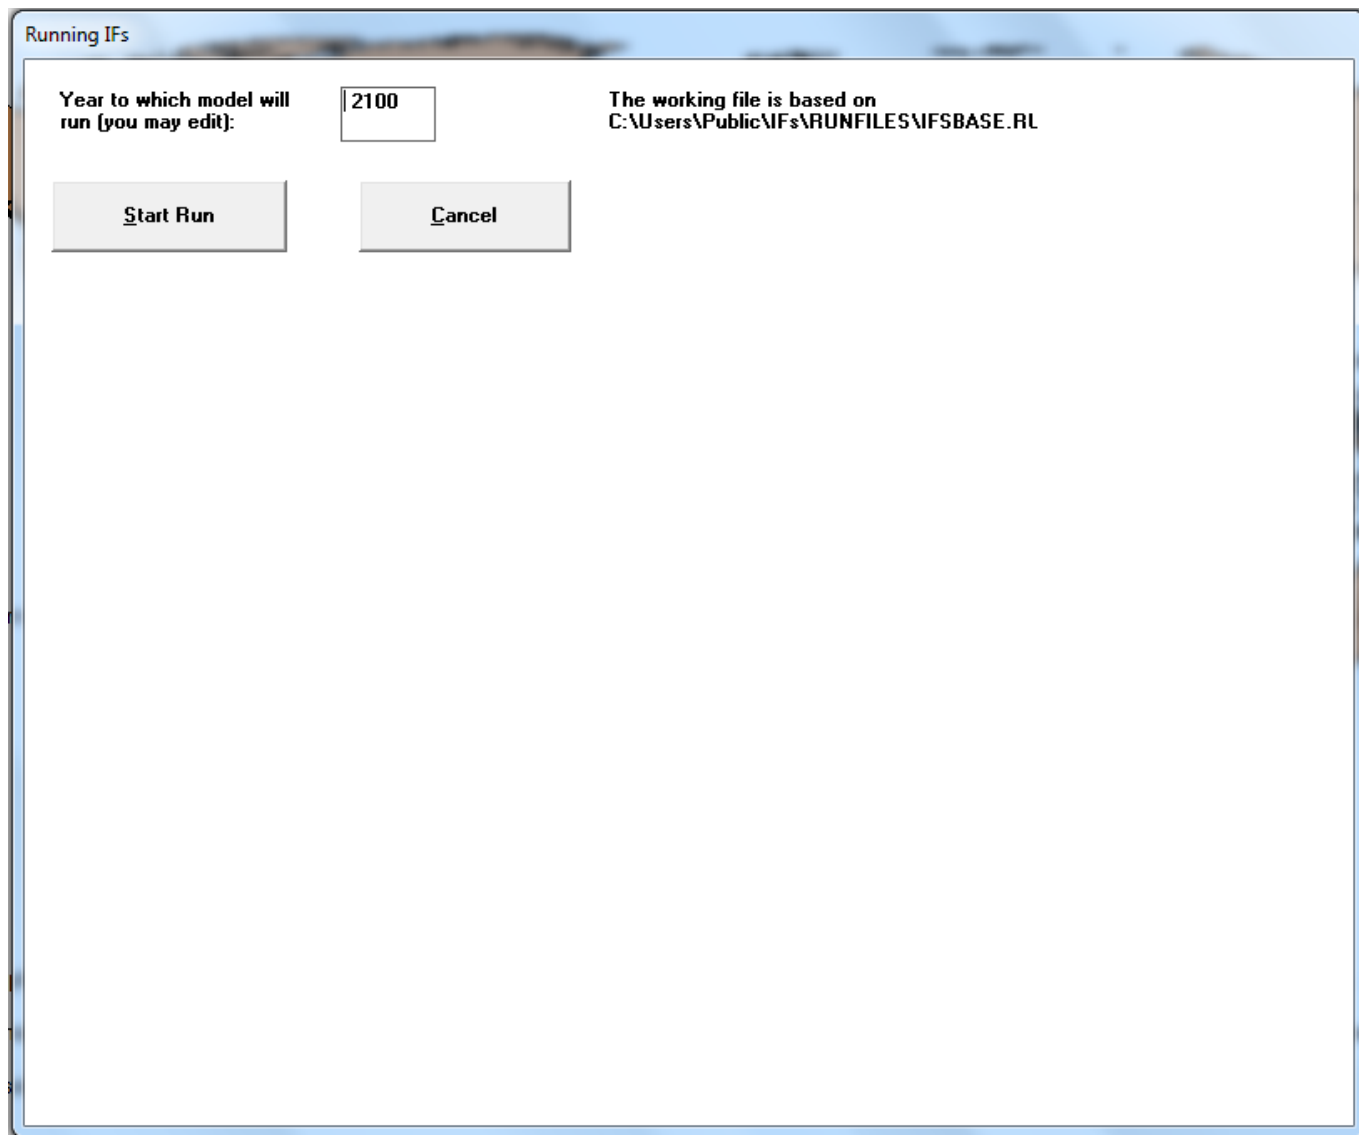 Running IFs
Year to which model will
run (you may edit):
2100
The working file is based on
C:\Users\Public\IFs\RUNFILES\IFSBASE.RL
Start Run
Cancel